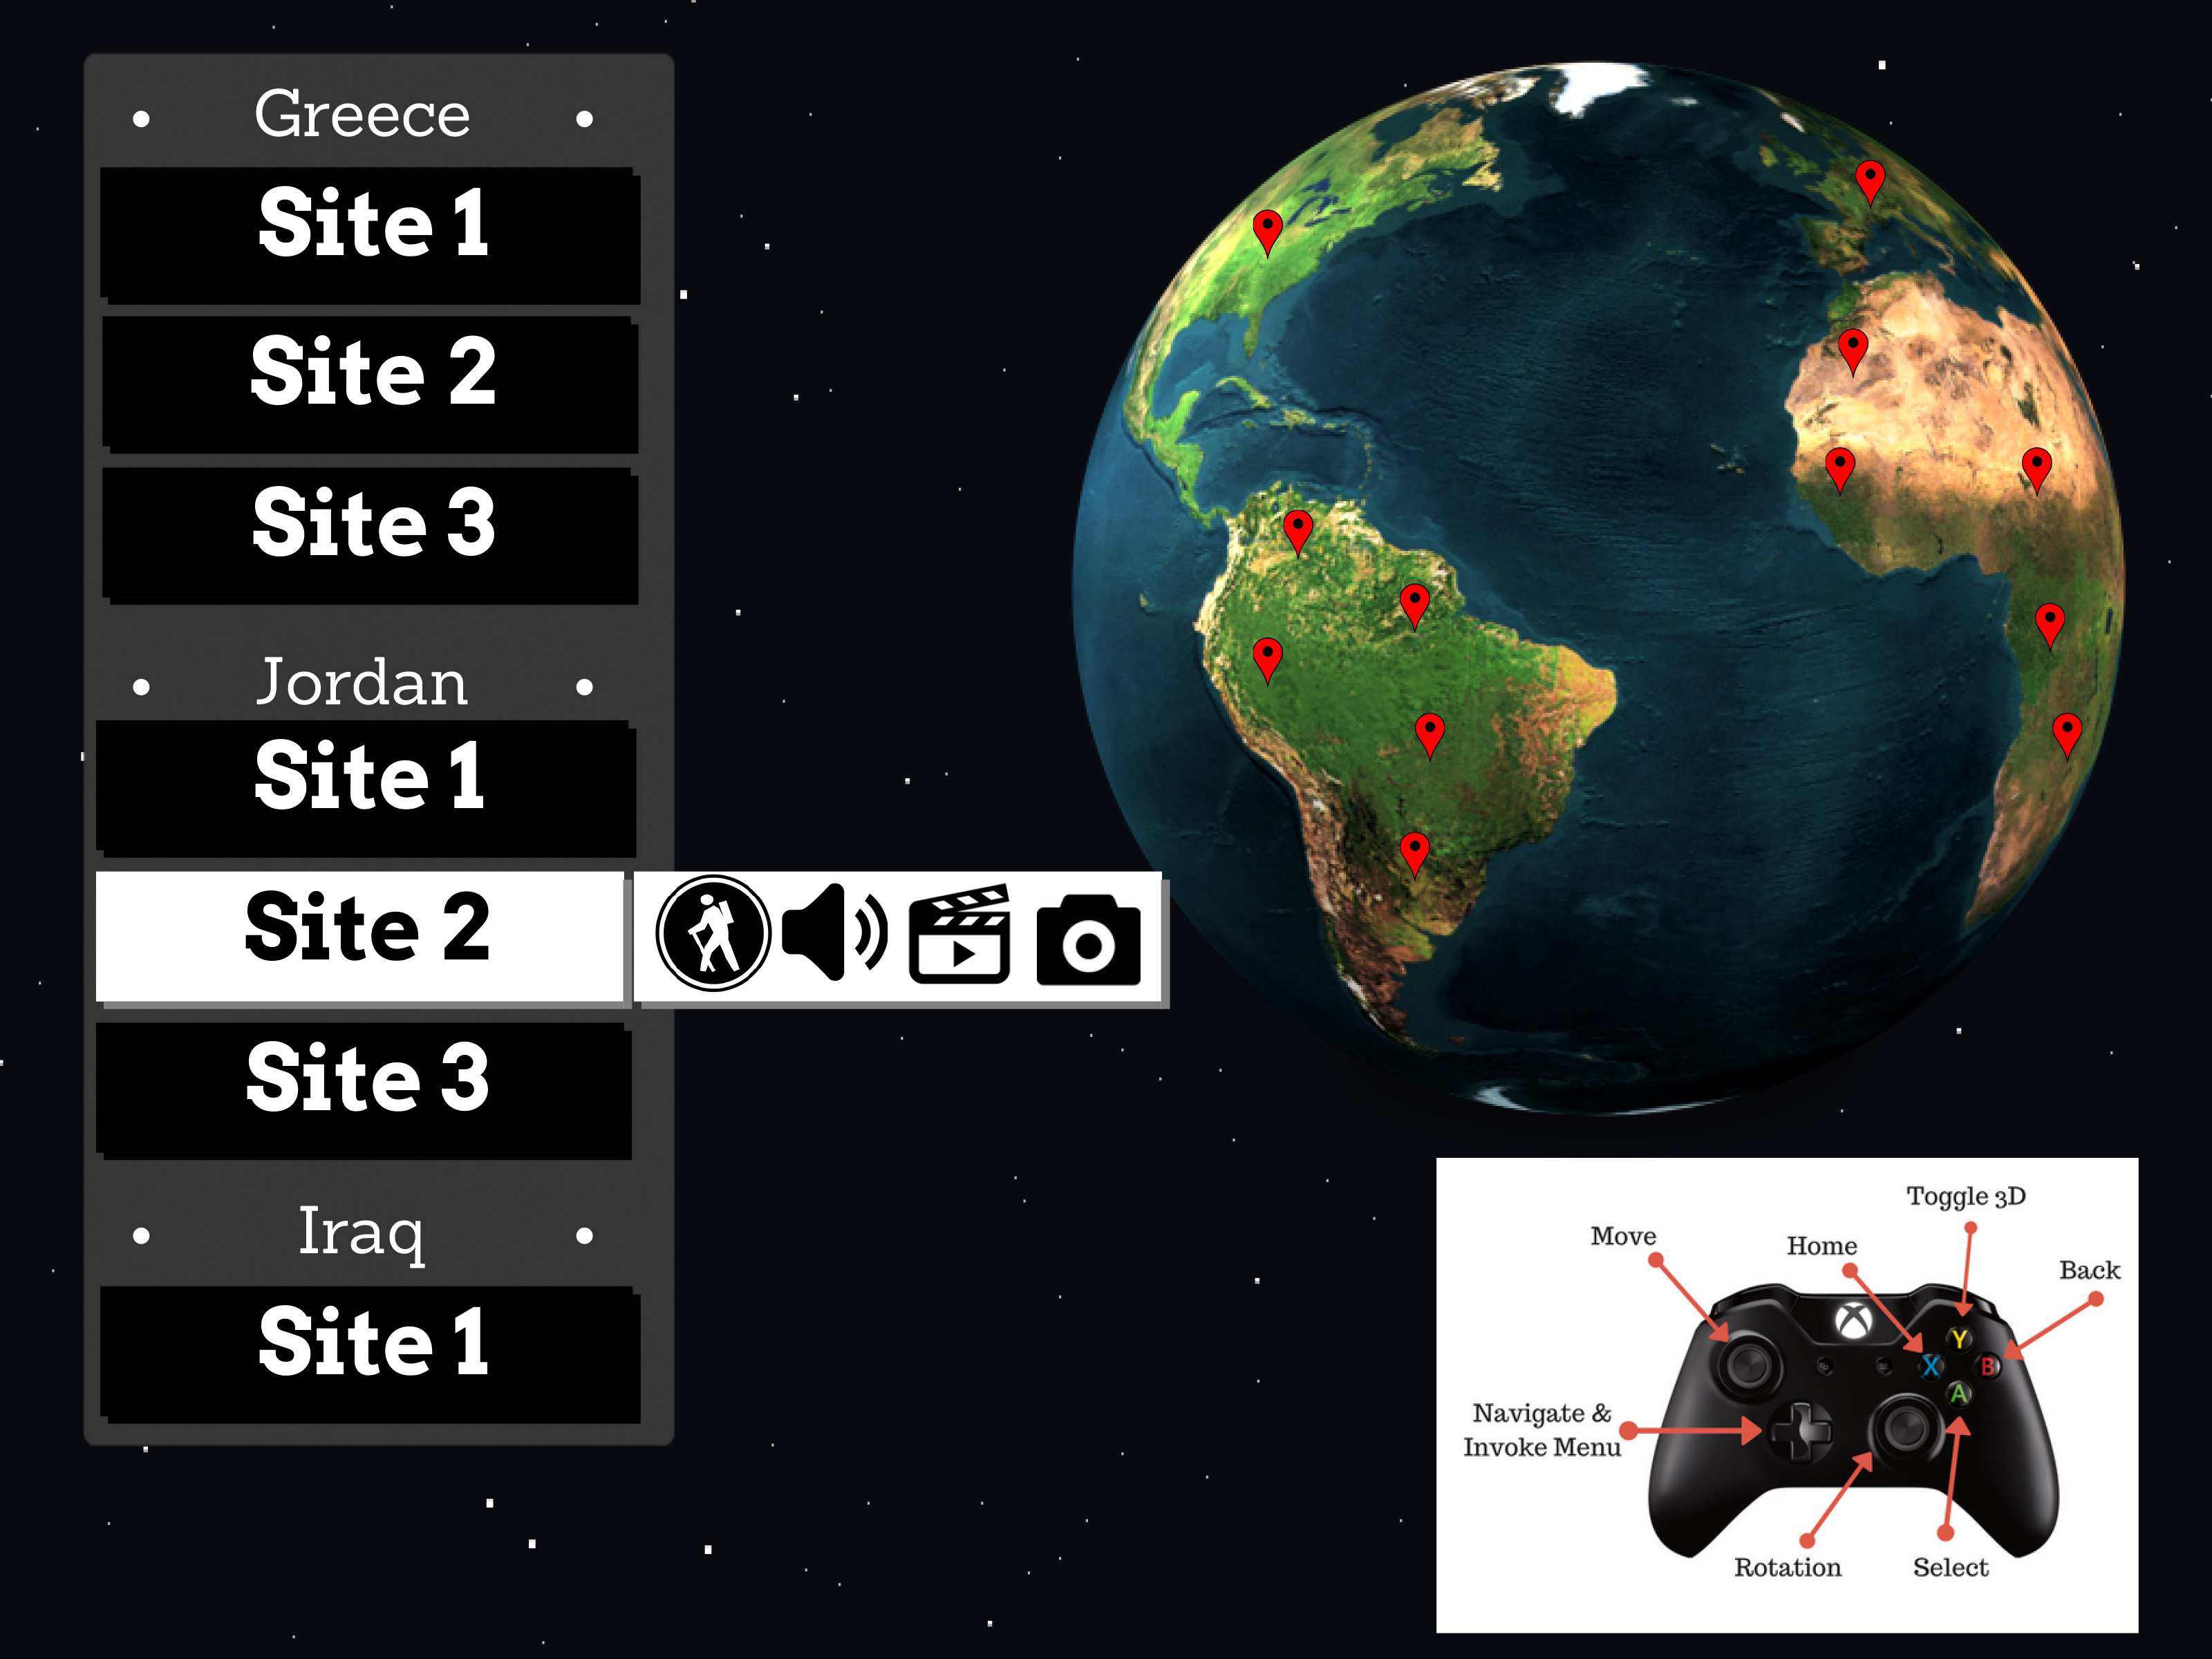 Greece
Site 1
Site 2
Site 3
Jordan
Site 1
Site 2
Site 3
Iraq
Site 1
Toggle 3D
Move
Home
Back
Y
X
B
A
Navigate &
Invoke Menu
Rotation
Select